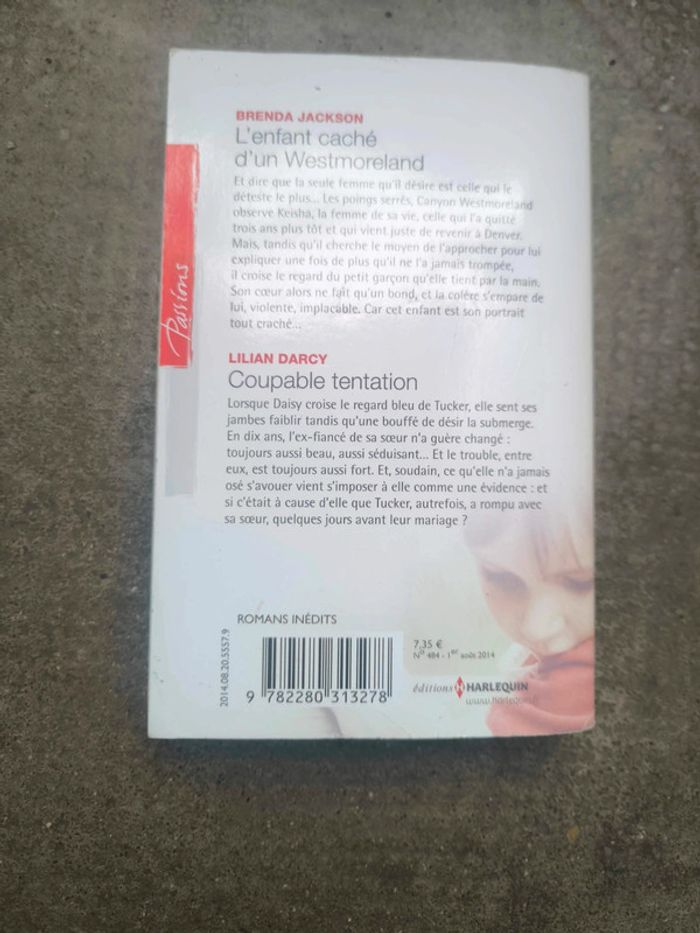 BRENDA JACKSON
L'enfant caché
d'un Westmoreland
Et dire que la seule femme qu'il désire est celle qui le
déteste le plus... Les poings serrés, Canyon Westmoreland
observe Keisha, la femme de sa vie, celle qui l'a quitté
trois ans plus tôt et qui vient juste de revenir à Denver.
Mais, tandis qu'il cherche le moyen de l'approcher pour lui
expliquer une fois de plus qu'il ne l'a jamais trompée,
il croise le regard du petit garçon qu'elle tient par la main.
Son cœur alors ne fait qu'un bond, et la colère s'empare de
lui, violente, implacable. Car cet enfant est son portrait
tout craché...
Passions
LILIAN DARCY
Coupable tentation
Lorsque Daisy croise le regard bleu de Tucker, elle sent ses
jambes faiblir tandis qu'une bouffé de désir la submerge.
En dix ans, l'ex-fiancé de sa sœur n'a guère changé :
toujours aussi beau, aussi séduisant... Et le trouble, entre
eux, est toujours aussi fort. Et, soudain, ce qu'elle n'a jamais
osé s'avouer vient s'imposer à elle comme une évidence : et
si c'était à cause d'elle que Tucker, autrefois, a rompu avec
sa sœur, quelques jours avant leur mariage ?
ROMANS INÉDITS
2014.08.20.5557.9
9 782280 313278
7,35 €
N° 484 - 1er août 2014
éditions HARLEQUIN
www.harlequin.fr